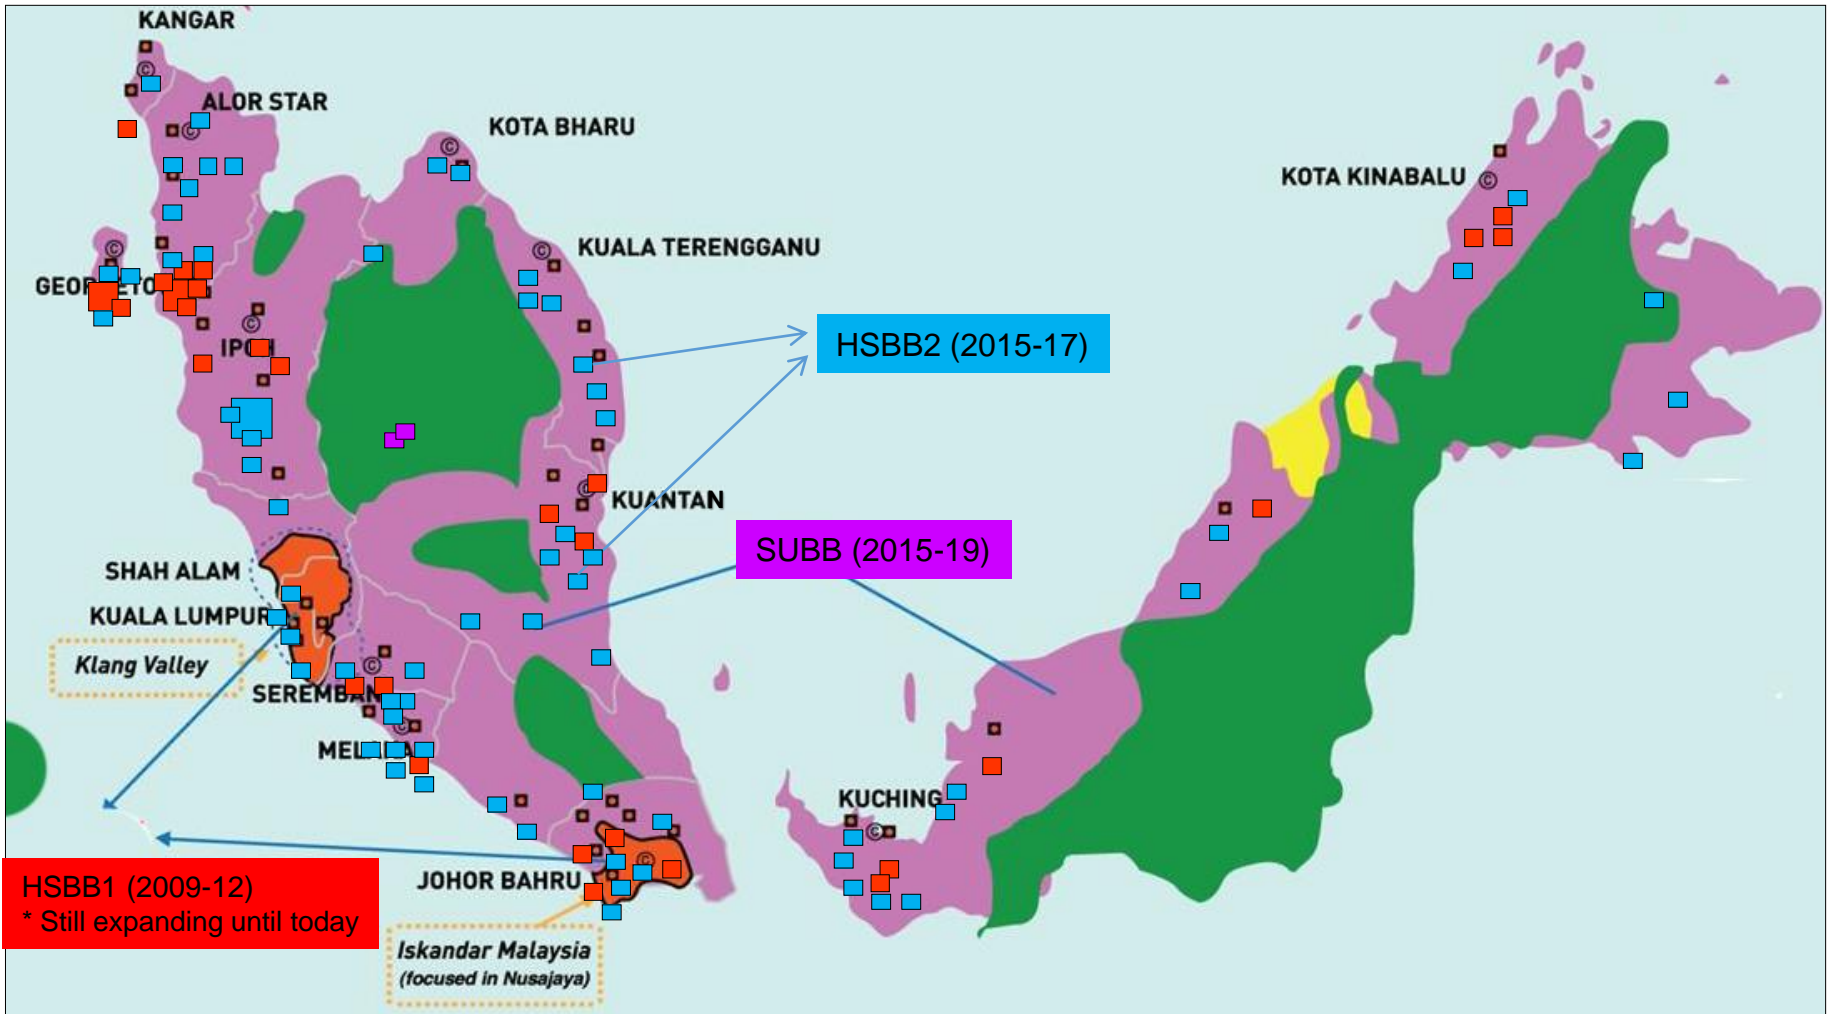 KANGAR
ALOR STAR
KOTA BHARU
KOTA KINABALU
KUALA TERENGGANU
HSBB2 (2015-17)
KUANTAN
SUBB (2015-19)
SHAH ALAM
KUALA LUMPUR
Klang Valley
SEREMBAN
KUCHING
JOHOR BAHRU
HSBB1 (2009-12)
* Still expanding until today
Iskandar Malaysia
(focused in Nusajaya)